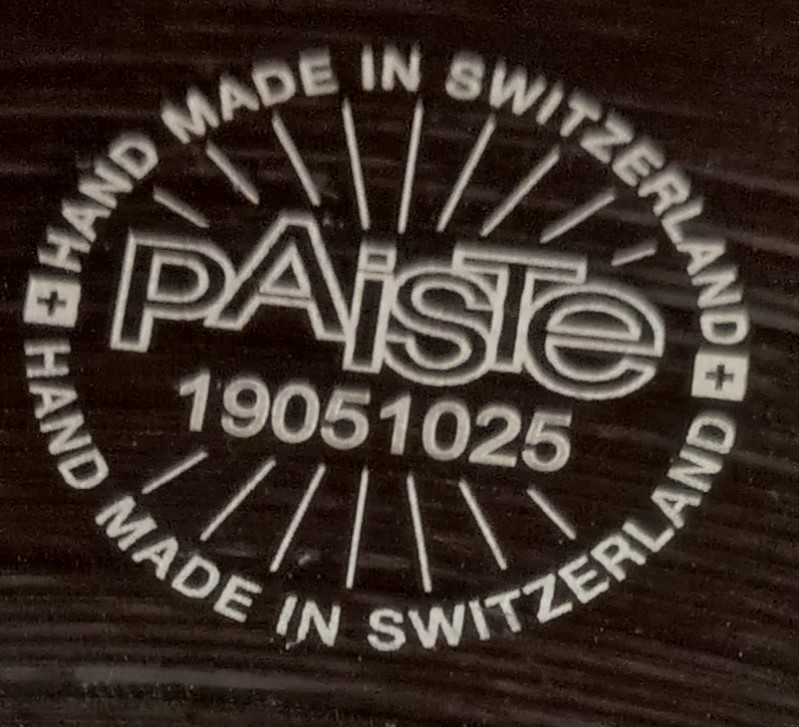 HAND MADE IN SWITZERLAND
PAiSTe
19051025
HAND MADE IN SWITZERLAND